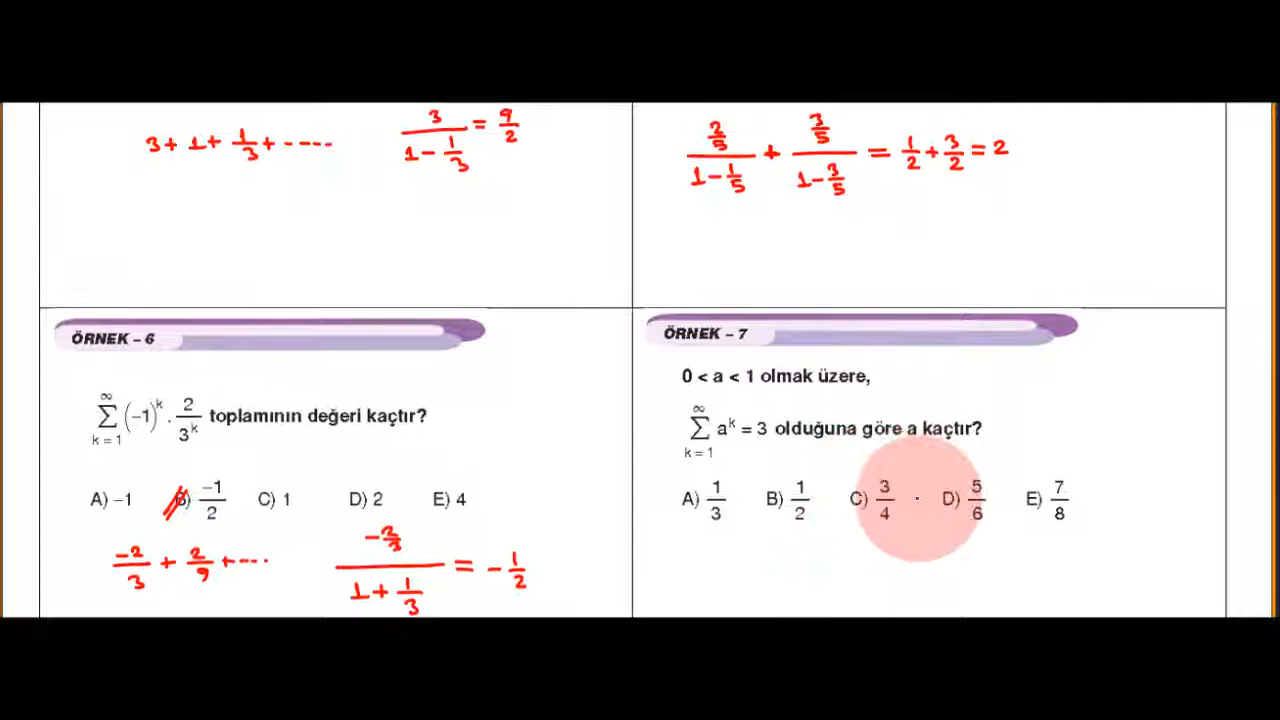 3 + 1 + 1/3 + ..... 3/(1 - 1/3) = 9/2
(2/5)/(1 - 1/5) + (3/5)/(1 - 3/5) = 1/2 + 3/2 = 2
ÖRNEK – 6
∑_{k=1}^{∞} (–1)^k . 2/3^k toplamının değeri kaçtır?
A) –1 B) –1/2 C) 1 D) 2 E) 4
-2/3 + 2/9 + .... (-2/3)/(1 + 1/3) = -1/2
ÖRNEK – 7
0 < a < 1 olmak üzere,
∑_{k=1}^{∞} a^k = 3 olduğuna göre a kaçtır?
A) 1/3 B) 1/2 C) 3/4 D) 5/6 E) 7/8